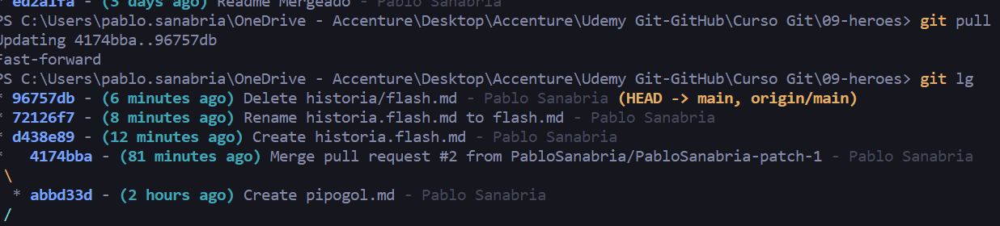 * ed2a1fa - (3 days ago) Readme Mergeado - Pablo Sanabria
PS C:\Users\pablo.sanabria\OneDrive - Accenture\Desktop\Accenture\Udemy Git-GitHub\Curso Git\09-heroes> git pull
Updating 4174bba..96757db
Fast-forward
PS C:\Users\pablo.sanabria\OneDrive - Accenture\Desktop\Accenture\Udemy Git-GitHub\Curso Git\09-heroes> git lg
* 96757db - (6 minutes ago) Delete historia/flash.md - Pablo Sanabria (HEAD -> main, origin/main)
* 72126f7 - (8 minutes ago) Rename historia.flash.md to flash.md - Pablo Sanabria
* d438e89 - (12 minutes ago) Create historia.flash.md - Pablo Sanabria
*   4174bba - (81 minutes ago) Merge pull request #2 from PabloSanabria/PabloSanabria-patch-1 - Pablo Sanabria
\
* abbd33d - (2 hours ago) Create pipogol.md - Pablo Sanabria
/